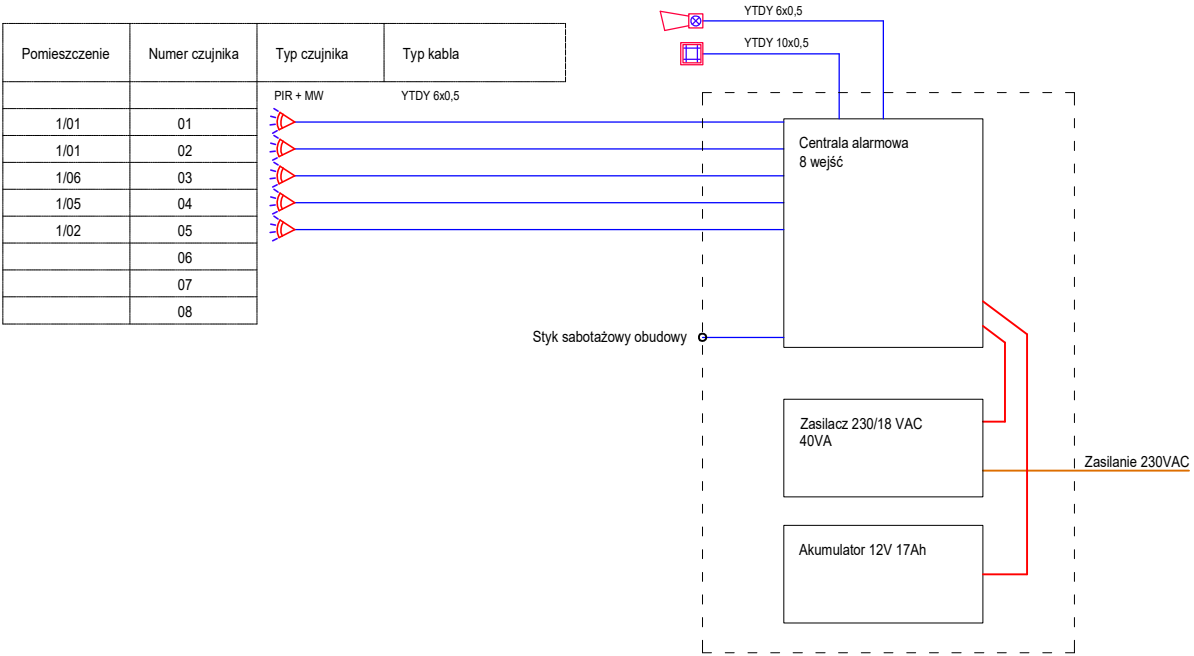 YTDY 6x0,5
YTDY 10x0,5
Pomieszczenie Numer czujnika Typ czujnika Typ kabla
PIR + MW YTDY 6x0,5
1/01 01
1/01 02
1/06 03
1/05 04
1/02 05
06
07
08
Centrala alarmowa
8 wejść
Styk sabotażowy obudowy
Zasilacz 230/18 VAC
40VA
Zasilanie 230VAC
Akumulator 12V 17Ah